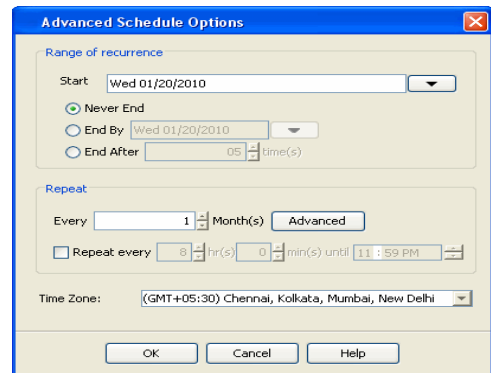 Advanced Schedule Options
Range of recurrence
Start Wed 01/20/2010
Never End
End By Wed 01/20/2010
End After 05 time(s)
Repeat
Every 1 Month(s) Advanced
Repeat every 8 hr(s) 0 min(s) until 11 : 59 PM
Time Zone: (GMT+05:30) Chennai, Kolkata, Mumbai, New Delhi
OK Cancel Help